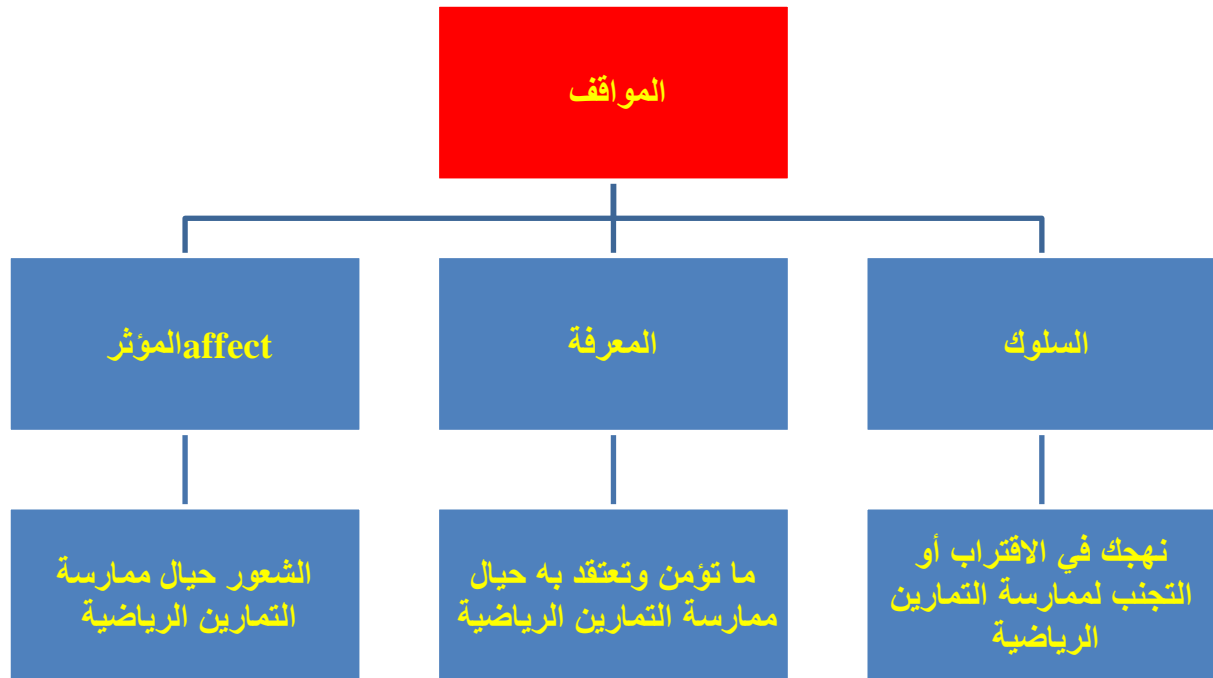 المواقف
السلوك
المعرفة
المؤثرaffect
نهجك في الاقتراب أو
التجنب لممارسة التمارين
الرياضية
ما تؤمن وتعتقد به حيال
ممارسة التمارين الرياضية
الشعور حيال ممارسة
التمارين الرياضية